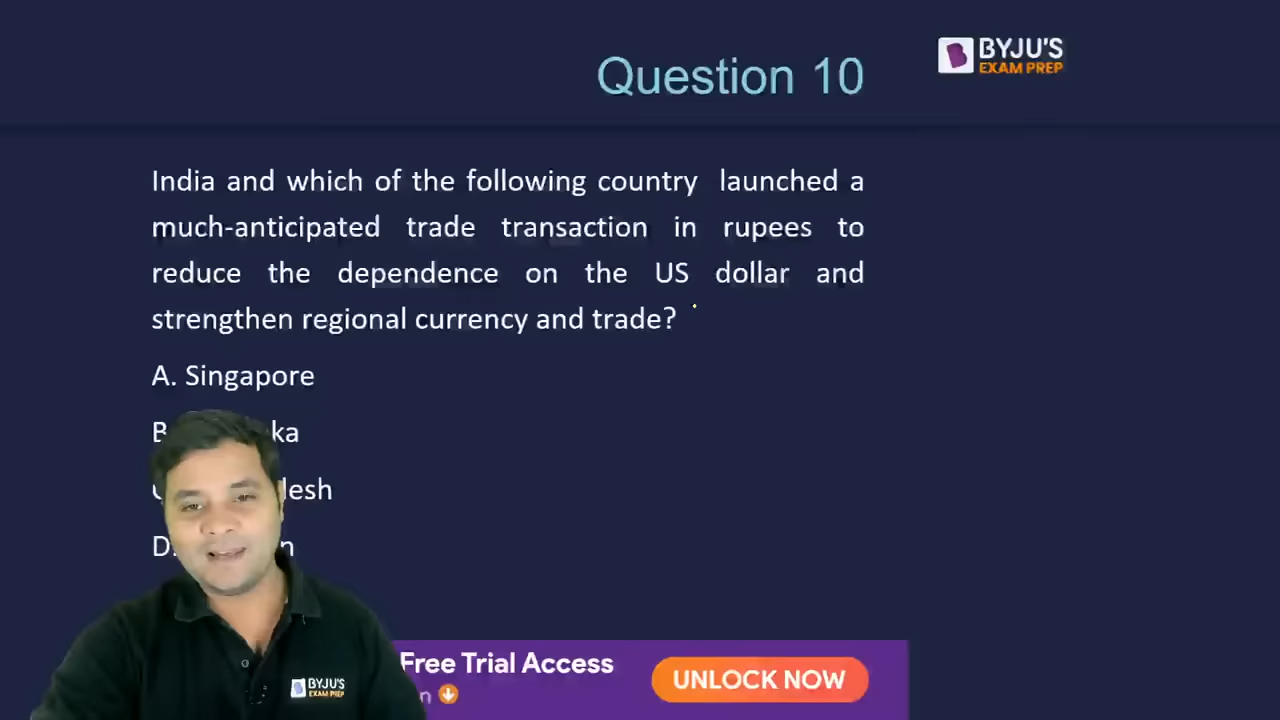 BYJU'S
EXAM PREP
Question 10
India and which of the following country launched a
much-anticipated trade transaction in rupees to
reduce the dependence on the US dollar and
strengthen regional currency and trade?
A. Singapore
B ka
lesh
D. n
Free Trial Access
n
UNLOCK NOW
BYJU'S
EXAM PREP